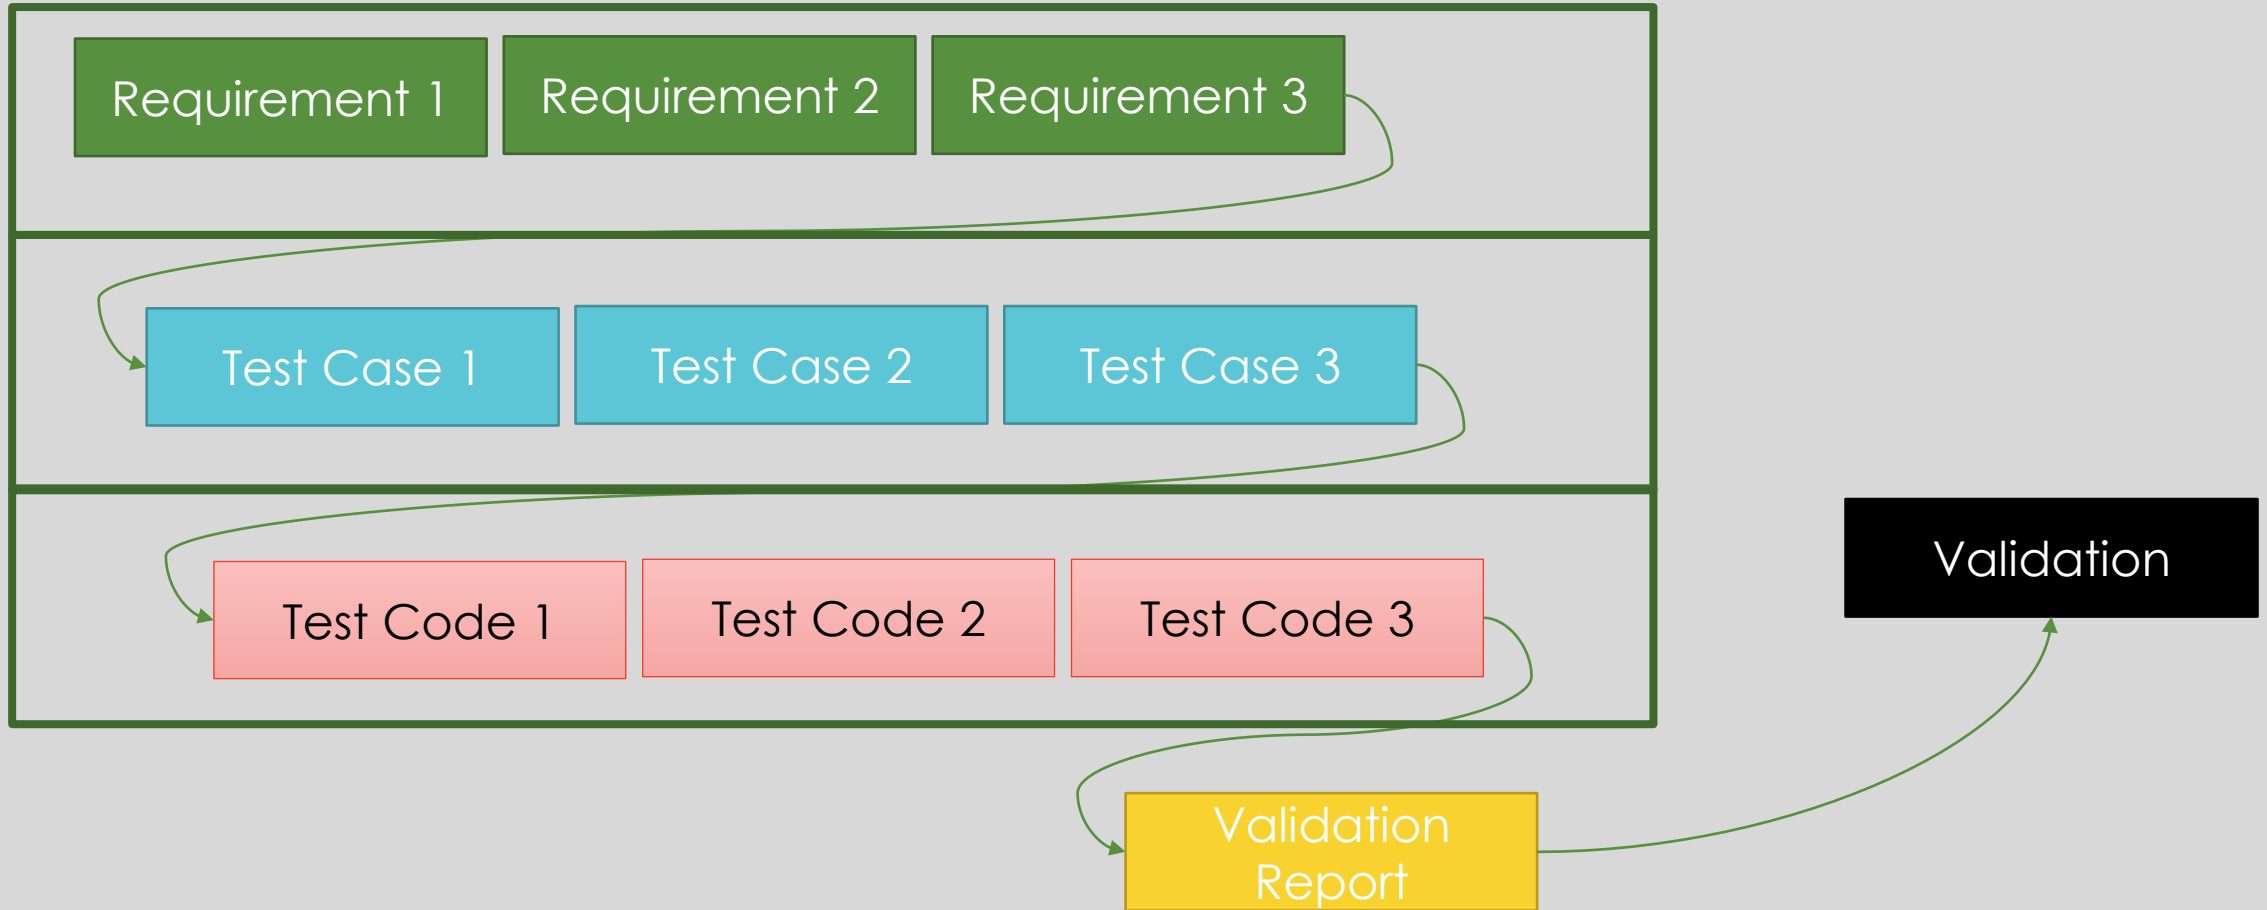 Requirement 1
Requirement 2
Requirement 3
Test Case 1
Test Case 2
Test Case 3
Test Code 1
Test Code 2
Test Code 3
Validation
Validation
Report